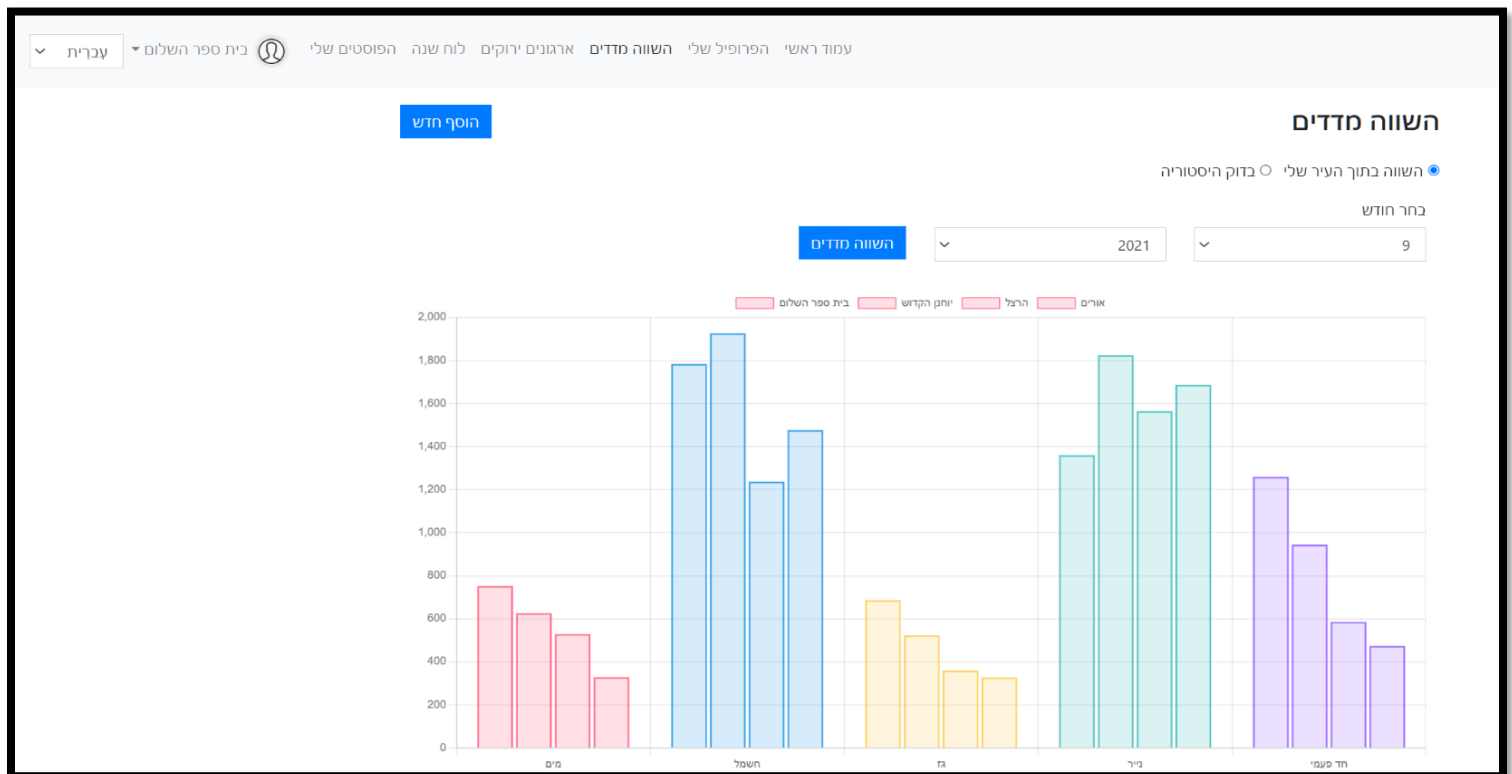 עמוד ראשי הפרופיל שלי השווה מדדים ארגונים ירוקים לוח שנה הפוסטים שלי בית ספר השלום עברית
השווה מדדים הוסף חדש
השווה בתוך העיר שלי בדוק היסטוריה
בחר חודש
9 2021 השווה מדדים
אורים הרצל יוחנן הקדוש בית ספר השלום
2,000
1,800
1,600
1,400
1,200
1,000
800
600
400
200
0
מים חשמל גז נייר חד פעמי